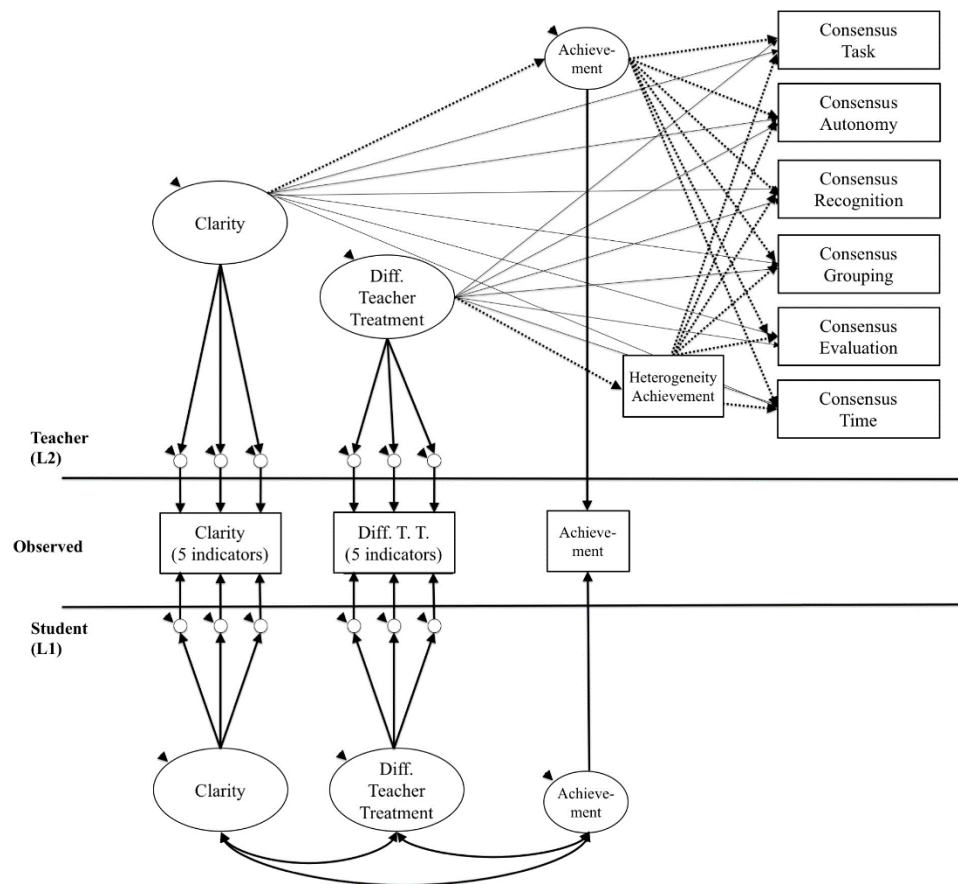 Achieve-
ment
Consensus
Task
Consensus
Autonomy
Consensus
Recognition
Clarity
Consensus
Grouping
Diff.
Teacher
Treatment
Consensus
Evaluation
Heterogeneity
Achievement
Consensus
Time
Teacher
(L2)
Observed
Clarity
(5 indicators)
Diff. T. T.
(5 indicators)
Achieve-
ment
Student
(L1)
Clarity
Diff.
Teacher
Treatment
Achieve-
ment